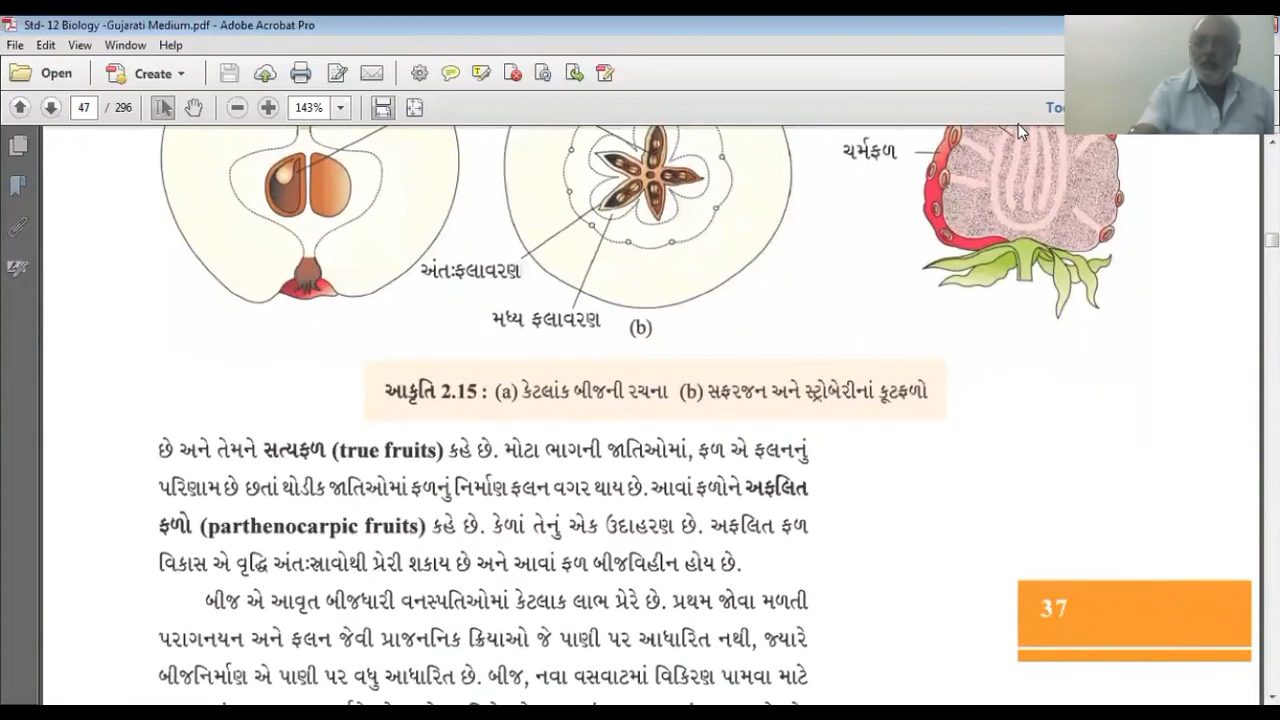 Std- 12 Biology -Gujarati Medium.pdf - Adobe Acrobat Pro
File Edit View Window Help
Open Create
47 / 296 143%
ચર્મફળ
અંતઃફલાવરણ
મધ્ય ફલાવરણ
(b)
આકૃતિ 2.15 : (a) કેટલાંક બીજની રચના (b) સફરજન અને સ્ટ્રોબેરીનાં કૂટફળો
છે અને તેમને સત્યફળ (true fruits) કહે છે. મોટા ભાગની જાતિઓમાં, ફળ એ ફલનનું
પરિણામ છે છતાં થોડીક જાતિઓમાં ફળનું નિર્માણ ફલન વગર થાય છે. આવાં ફળોને અફલિત
ફળો (parthenocarpic fruits) કહે છે. કેળાં તેનું એક ઉદાહરણ છે. અફલિત ફળ
વિકાસ એ વૃદ્ધિ અંતઃસ્રાવોથી પ્રેરી શકાય છે અને આવાં ફળ બીજવિહીન હોય છે.
બીજ એ આવૃત બીજધારી વનસ્પતિઓમાં કેટલાક લાભ પ્રેરે છે. પ્રથમ જોવા મળતી
પરાગનયન અને ફલન જેવી પ્રાજનનિક ક્રિયાઓ જે પાણી પર આધારિત નથી, જ્યારે
બીજનિર્માણ એ પાણી પર વધુ આધારિત છે. બીજ, નવા વસવાટમાં વિકિરણ પામવા માટે
37